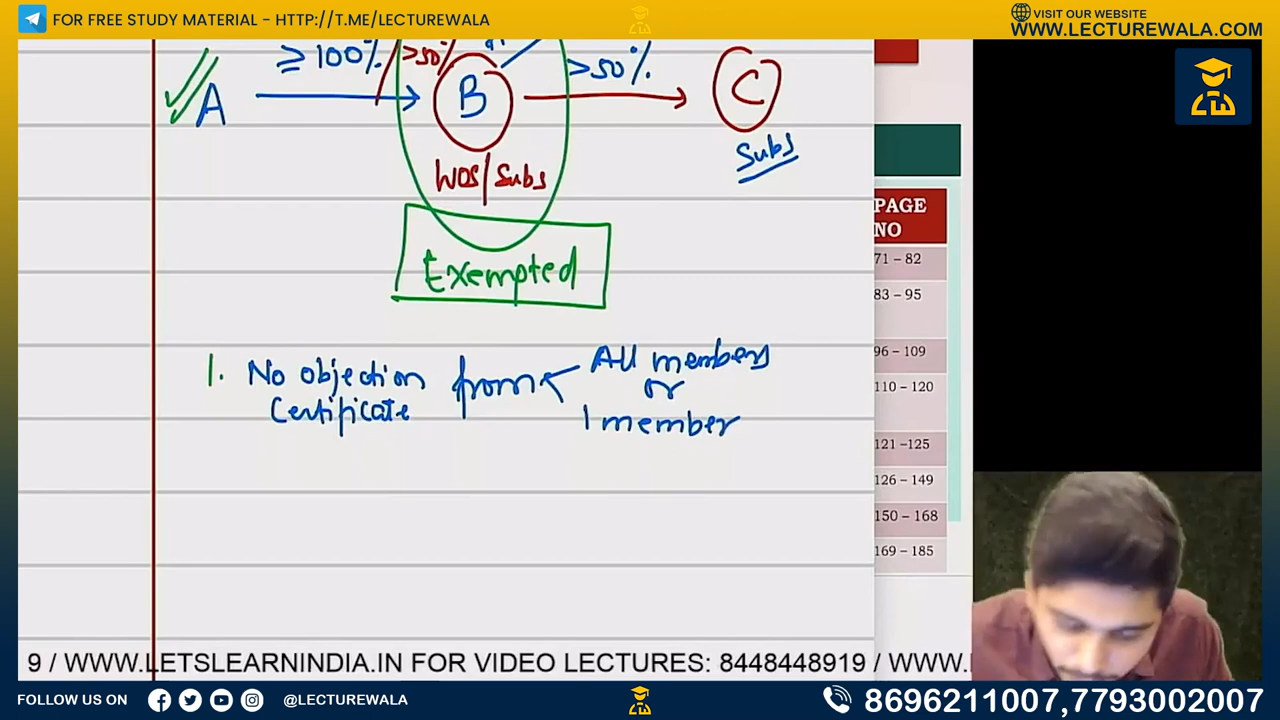 FOR FREE STUDY MATERIAL - HTTP://T.ME/LECTUREWALA
VISIT OUR WEBSITE
WWW.LECTUREWALA.COM
≥100% / >50%
>50%
A
B
C
WOS/Subs
Subs
Exempted
1. No objection from All members
Certificate or
1 member
PAGE
NO
71 – 82
83 – 95
96 – 109
110 – 120
121 –125
126 – 149
150 – 168
169 – 185
9 / WWW.LETSLEARNINDIA.IN FOR VIDEO LECTURES: 8448448919 / WWW.
FOLLOW US ON
@LECTUREWALA
8696211007,7793002007